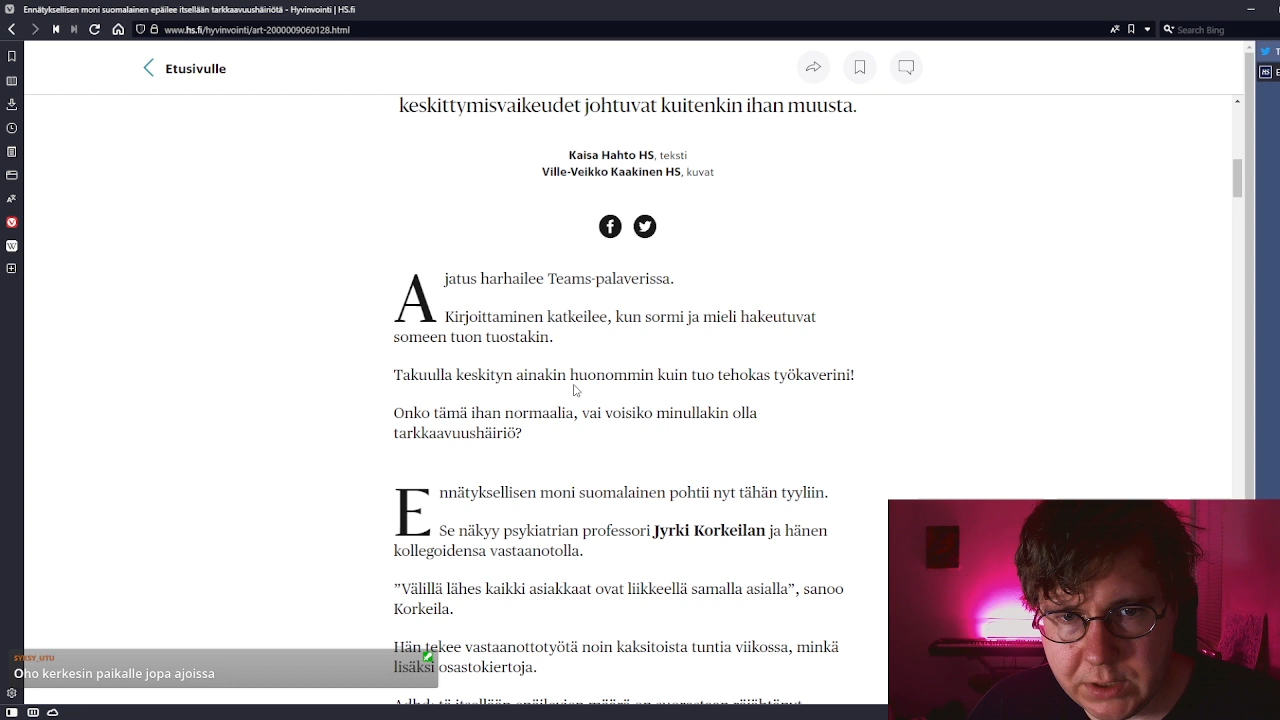 Ennätyksellisen moni suomalainen epäilee itsellään tarkkaavuushäiriötä - Hyvinvointi | HS.fi
www.hs.fi/hyvinvointi/art-2000009060128.html
Search Bing
Etusivulle
keskittymisvaikeudet johtuvat kuitenkin ihan muusta.
Kaisa Hahto HS, teksti
Ville-Veikko Kaakinen HS, kuvat
Ajatus harhailee Teams-palaverissa.
Kirjoittaminen katkeilee, kun sormi ja mieli hakeutuvat
someen tuon tuostakin.
Takuulla keskityn ainakin huonommin kuin tuo tehokas työkaverini!
Onko tämä ihan normaalia, vai voisiko minullakin olla
tarkkaavuushäiriö?
Ennätyksellisen moni suomalainen pohtii nyt tähän tyyliin.
Se näkyy psykiatrian professori Jyrki Korkeilan ja hänen
kollegoidensa vastaanotolla.
”Välillä lähes kaikki asiakkaat ovat liikkeellä samalla asialla”, sanoo
Korkeila.
Hän tekee vastaanottotyötä noin kaksitoista tuntia viikossa, minkä
lisäksi osastokiertoja.
SYKSY_UTU
Oho kerkesin paikalle jopa ajoissa